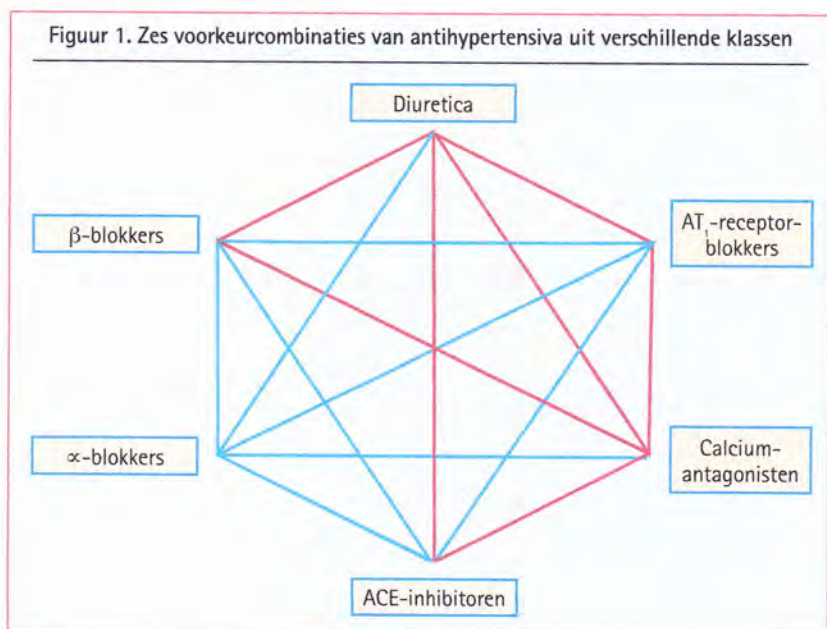 Figuur 1. Zes voorkeurcombinaties van antihypertensiva uit verschillende klassen
Diuretica
β-blokkers
AT₁-receptor-
blokkers
α-blokkers
Calcium-
antagonisten
ACE-inhibitoren